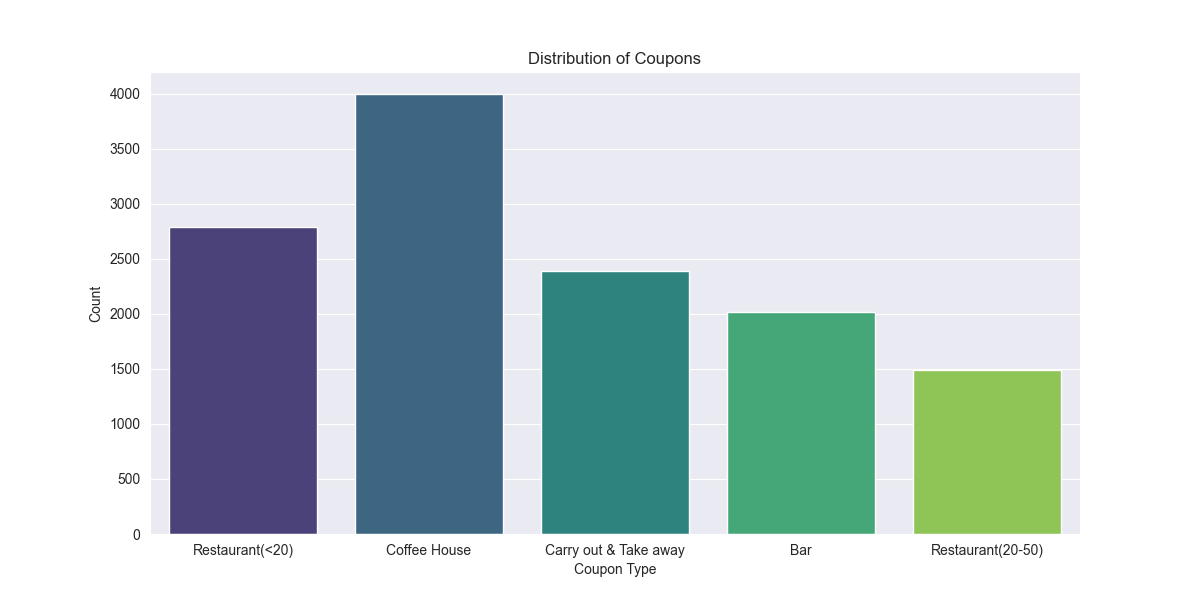 Distribution of Coupons
4000
3500
3000
2500
2000
1500
1000
500
0
Count
Restaurant(<20)
Coffee House
Carry out & Take away
Bar
Restaurant(20-50)
Coupon Type